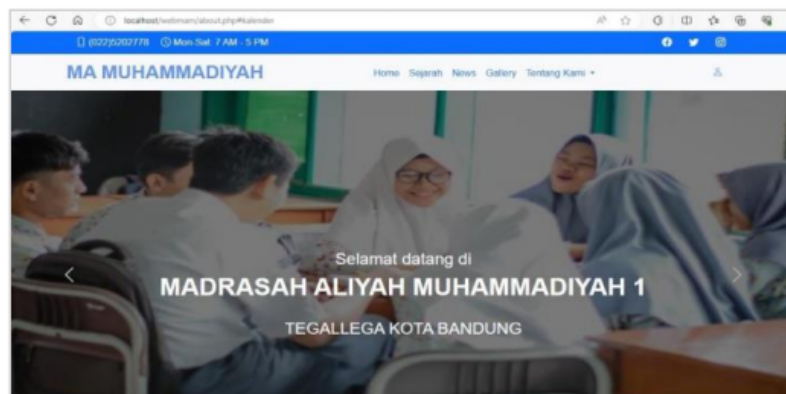 localhost/webmam/about.php#kalender
(022)5202778 Mon-Sat: 7 AM - 5 PM
MA MUHAMMADIYAH
Home Sejarah News Gallery Tentang Kami
Selamat datang di
MADRASAH ALIYAH MUHAMMADIYAH 1
TEGALLEGA KOTA BANDUNG